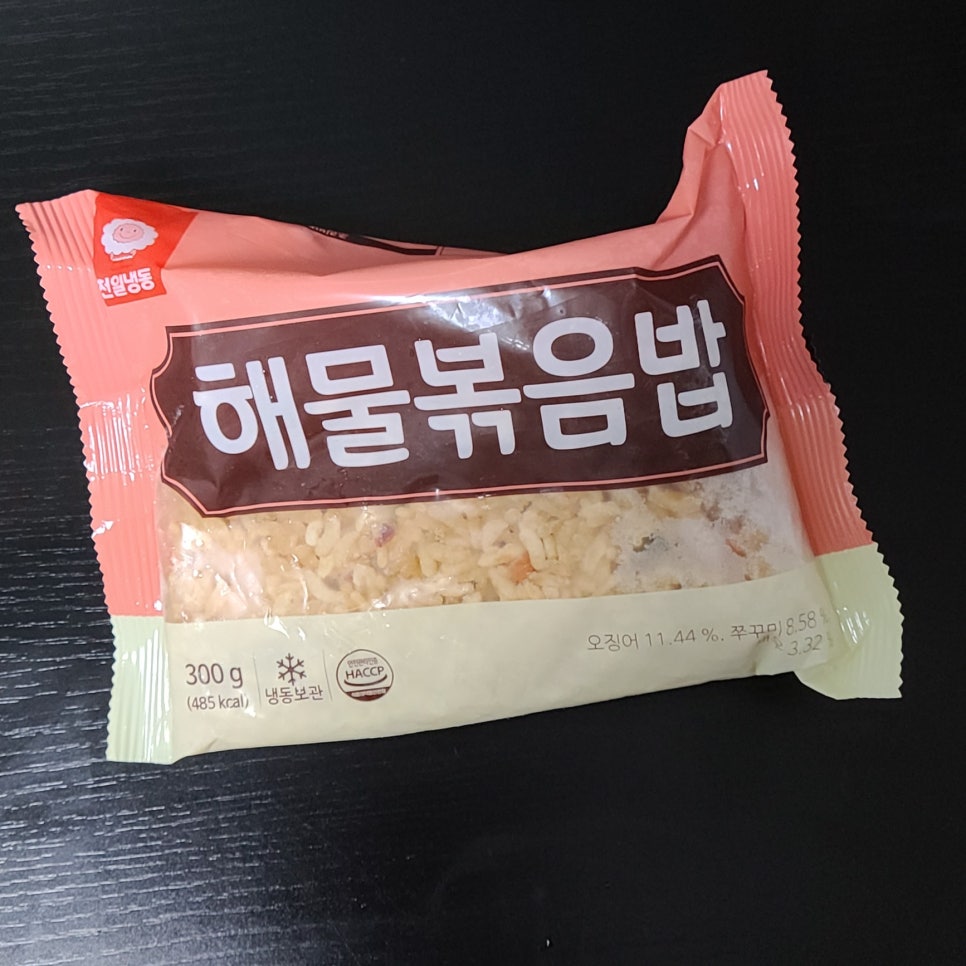 천일냉동
해물볶음밥
오징어 11.44 %. 쭈꾸미 8.58 %
3.32
300 g
(485 kcal)
냉동보관
HACCP